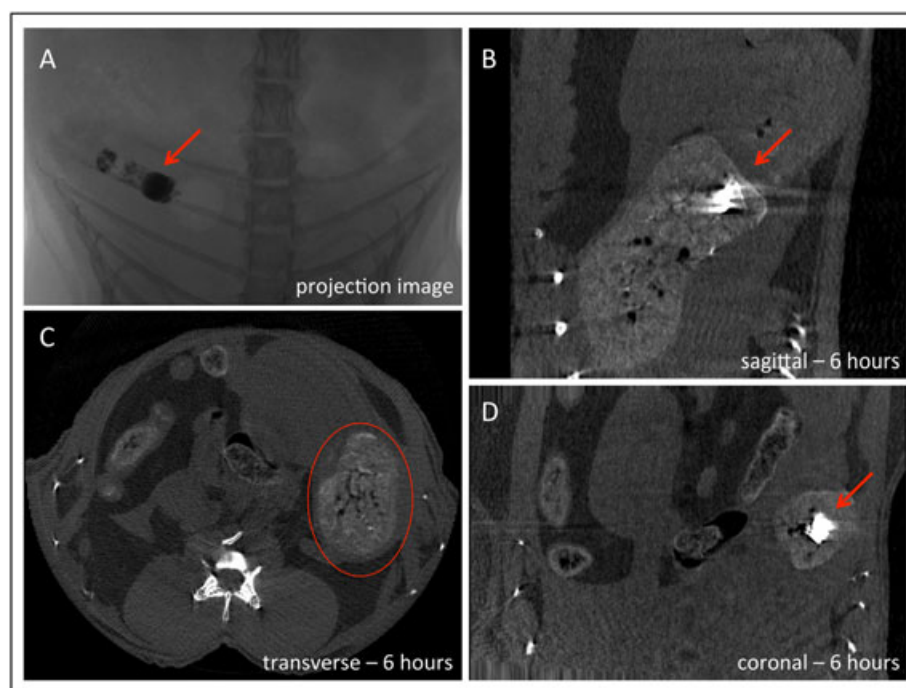 A
projection image
B
sagittal – 6 hours
C
transverse – 6 hours
D
coronal – 6 hours